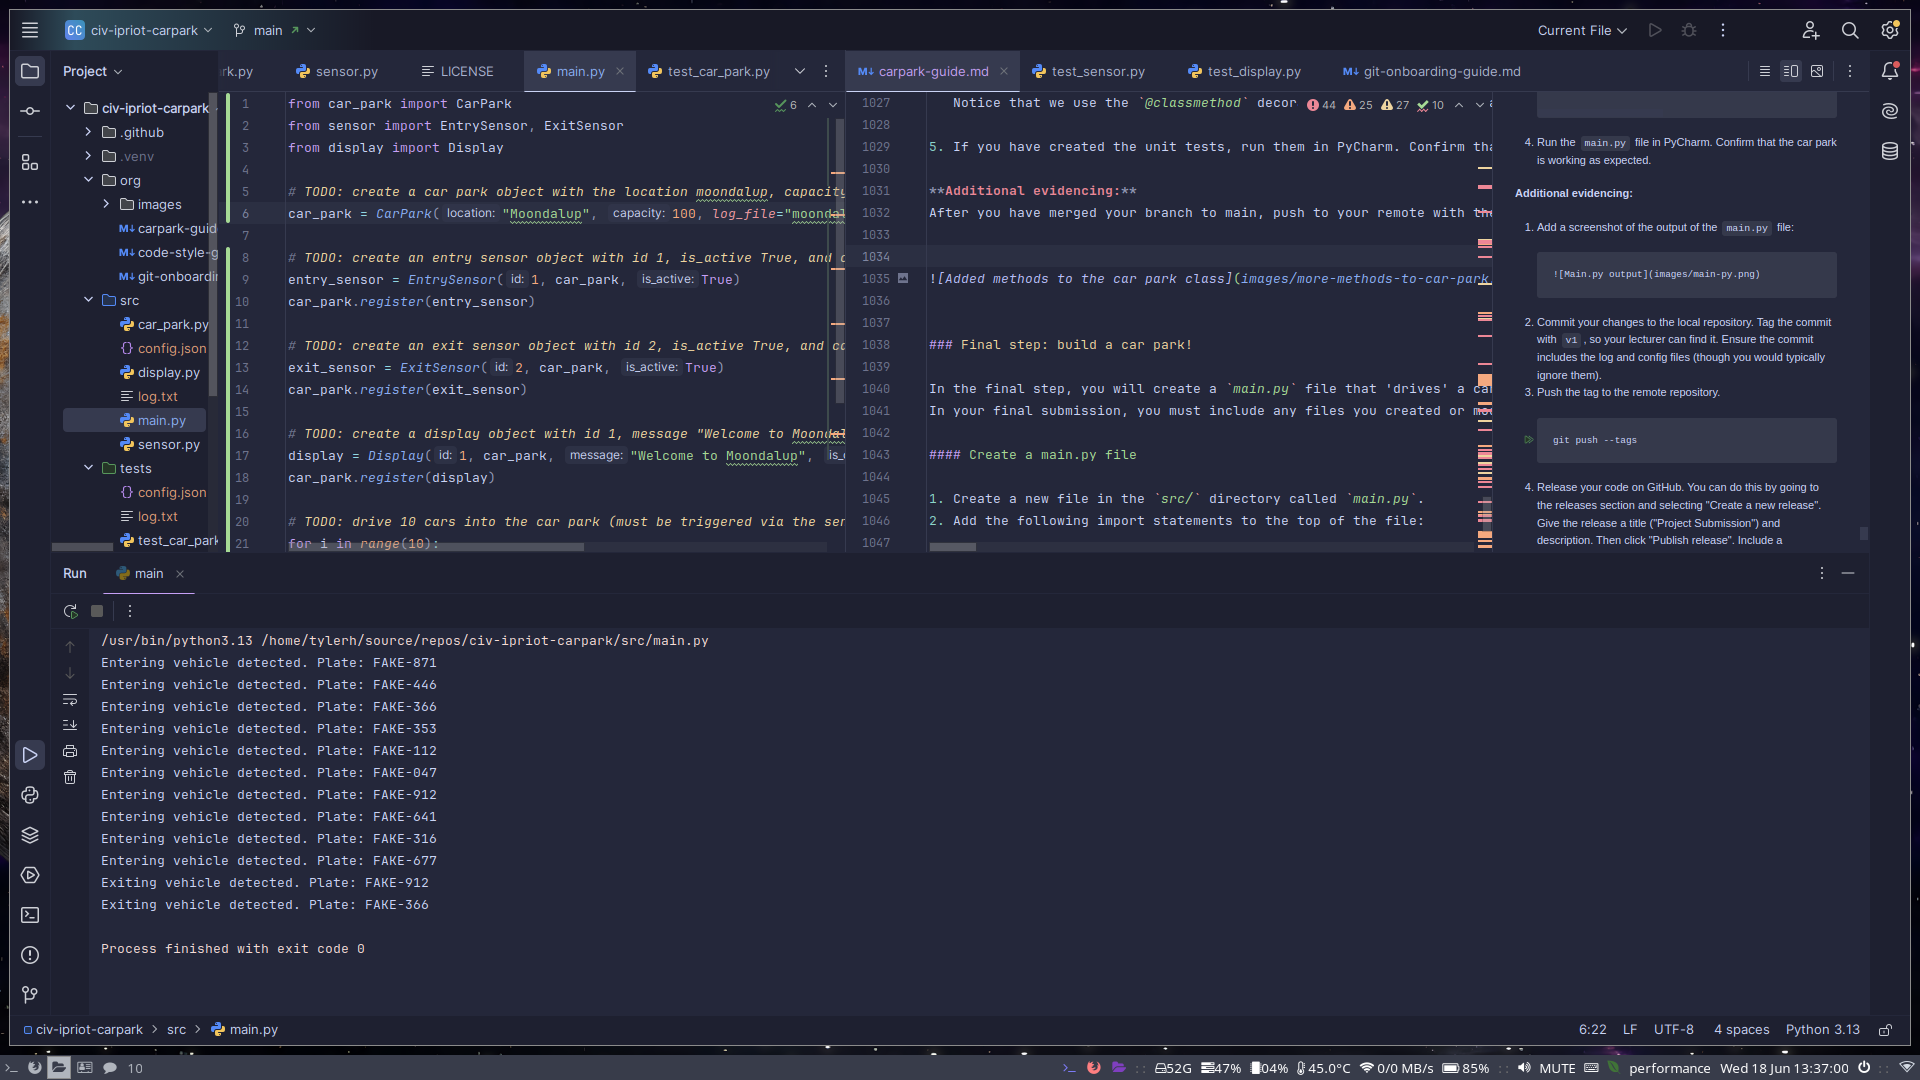 CC civ-ipriot-carpark main
Current File
Project
rk.py sensor.py LICENSE main.py test_car_park.py
carpark-guide.md test_sensor.py test_display.py git-onboarding-guide.md
civ-ipriot-carpark
.github
.venv
org
images
carpark-guid
code-style-g
git-onboardin
src
car_park.py
config.json
display.py
log.txt
main.py
sensor.py
tests
config.json
log.txt
test_car_park
6
1 from car_park import CarPark
2 from sensor import EntrySensor, ExitSensor
3 from display import Display
4
5 # TODO: create a car park object with the location moondalup, capacity
6 car_park = CarPark( location: "Moondalup", capacity: 100, log_file="moondal
7
8 # TODO: create an entry sensor object with id 1, is_active True, and c
9 entry_sensor = EntrySensor( id: 1, car_park, is_active: True)
10 car_park.register(entry_sensor)
11
12 # TODO: create an exit sensor object with id 2, is_active True, and ca
13 exit_sensor = ExitSensor( id: 2, car_park, is_active: True)
14 car_park.register(exit_sensor)
15
16 # TODO: create a display object with id 1, message "Welcome to Moondal
17 display = Display( id: 1, car_park, message: "Welcome to Moondalup", is_
18 car_park.register(display)
19
20 # TODO: drive 10 cars into the car park (must be triggered via the sen
21 for i in range(10):
44 25 27 10
1027 Notice that we use the `@classmethod` decor
1028
1029 5. If you have created the unit tests, run them in PyCharm. Confirm tha
1030
1031 **Additional evidencing:**
1032 After you have merged your branch to main, push to your remote with the
1033
1034
1035 ![Added methods to the car park class](images/more-methods-to-car-park
1036
1037
1038 ### Final step: build a car park!
1039
1040 In the final step, you will create a `main.py` file that 'drives' a ca
1041 In your final submission, you must include any files you created or mo
1042
1043 #### Create a main.py file
1044
1045 1. Create a new file in the `src/` directory called `main.py`.
1046 2. Add the following import statements to the top of the file:
1047
4. Run the main.py file in PyCharm. Confirm that the car park
is working as expected.
Additional evidencing:
1. Add a screenshot of the output of the main.py file:
![Main.py output](images/main-py.png)
2. Commit your changes to the local repository. Tag the commit
with v1 , so your lecturer can find it. Ensure the commit
includes the log and config files (though you would typically
ignore them).
3. Push the tag to the remote repository.
git push --tags
4. Release your code on GitHub. You can do this by going to
the releases section and selecting "Create a new release".
Give the release a title ("Project Submission") and
description. Then click "Publish release". Include a
Run main
/usr/bin/python3.13 /home/tylerh/source/repos/civ-ipriot-carpark/src/main.py
Entering vehicle detected. Plate: FAKE-871
Entering vehicle detected. Plate: FAKE-446
Entering vehicle detected. Plate: FAKE-366
Entering vehicle detected. Plate: FAKE-353
Entering vehicle detected. Plate: FAKE-112
Entering vehicle detected. Plate: FAKE-047
Entering vehicle detected. Plate: FAKE-912
Entering vehicle detected. Plate: FAKE-641
Entering vehicle detected. Plate: FAKE-316
Entering vehicle detected. Plate: FAKE-677
Exiting vehicle detected. Plate: FAKE-912
Exiting vehicle detected. Plate: FAKE-366
Process finished with exit code 0
civ-ipriot-carpark > src > main.py
6:22 LF UTF-8 4 spaces Python 3.13
10
52G 47% 04% 45.0°C 0/0 MB/s 85% MUTE performance Wed 18 Jun 13:37:00